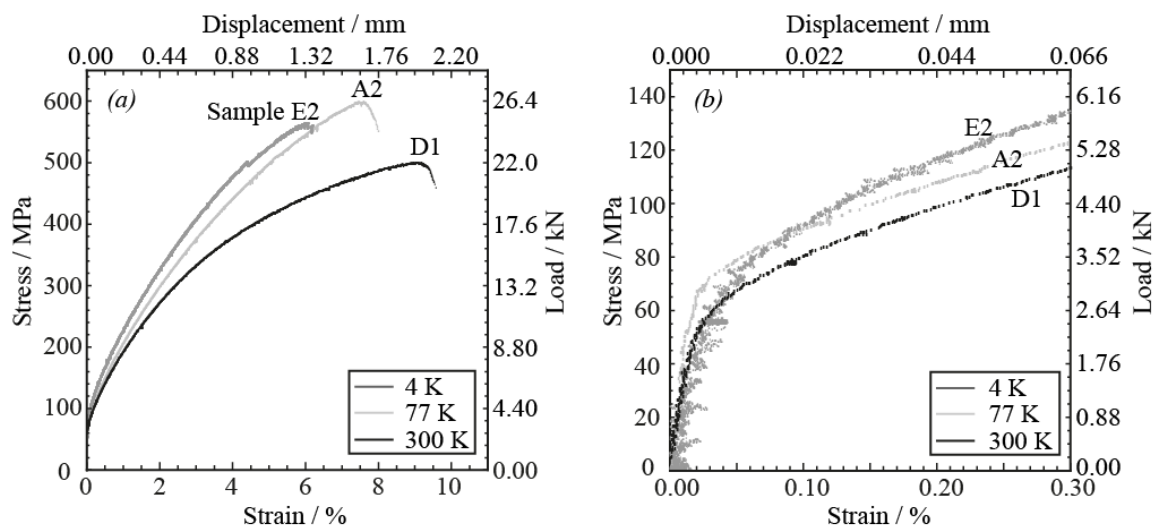 Displacement / mm
0.00 0.44 0.88 1.32 1.76 2.20
(a)
Sample E2
A2
D1
Stress / MPa
600
500
400
300
200
100
0
26.4
22.0
17.6
13.2
8.80
4.40
0.00
Load / kN
4 K
77 K
300 K
0 2 4 6 8 10
Strain / %
Displacement / mm
0.000 0.022 0.044 0.066
(b)
E2
A2
D1
Stress / MPa
140
120
100
80
60
40
20
0
6.16
5.28
4.40
3.52
2.64
1.76
0.88
0.00
Load / kN
4 K
77 K
300 K
0.00 0.10 0.20 0.30
Strain / %